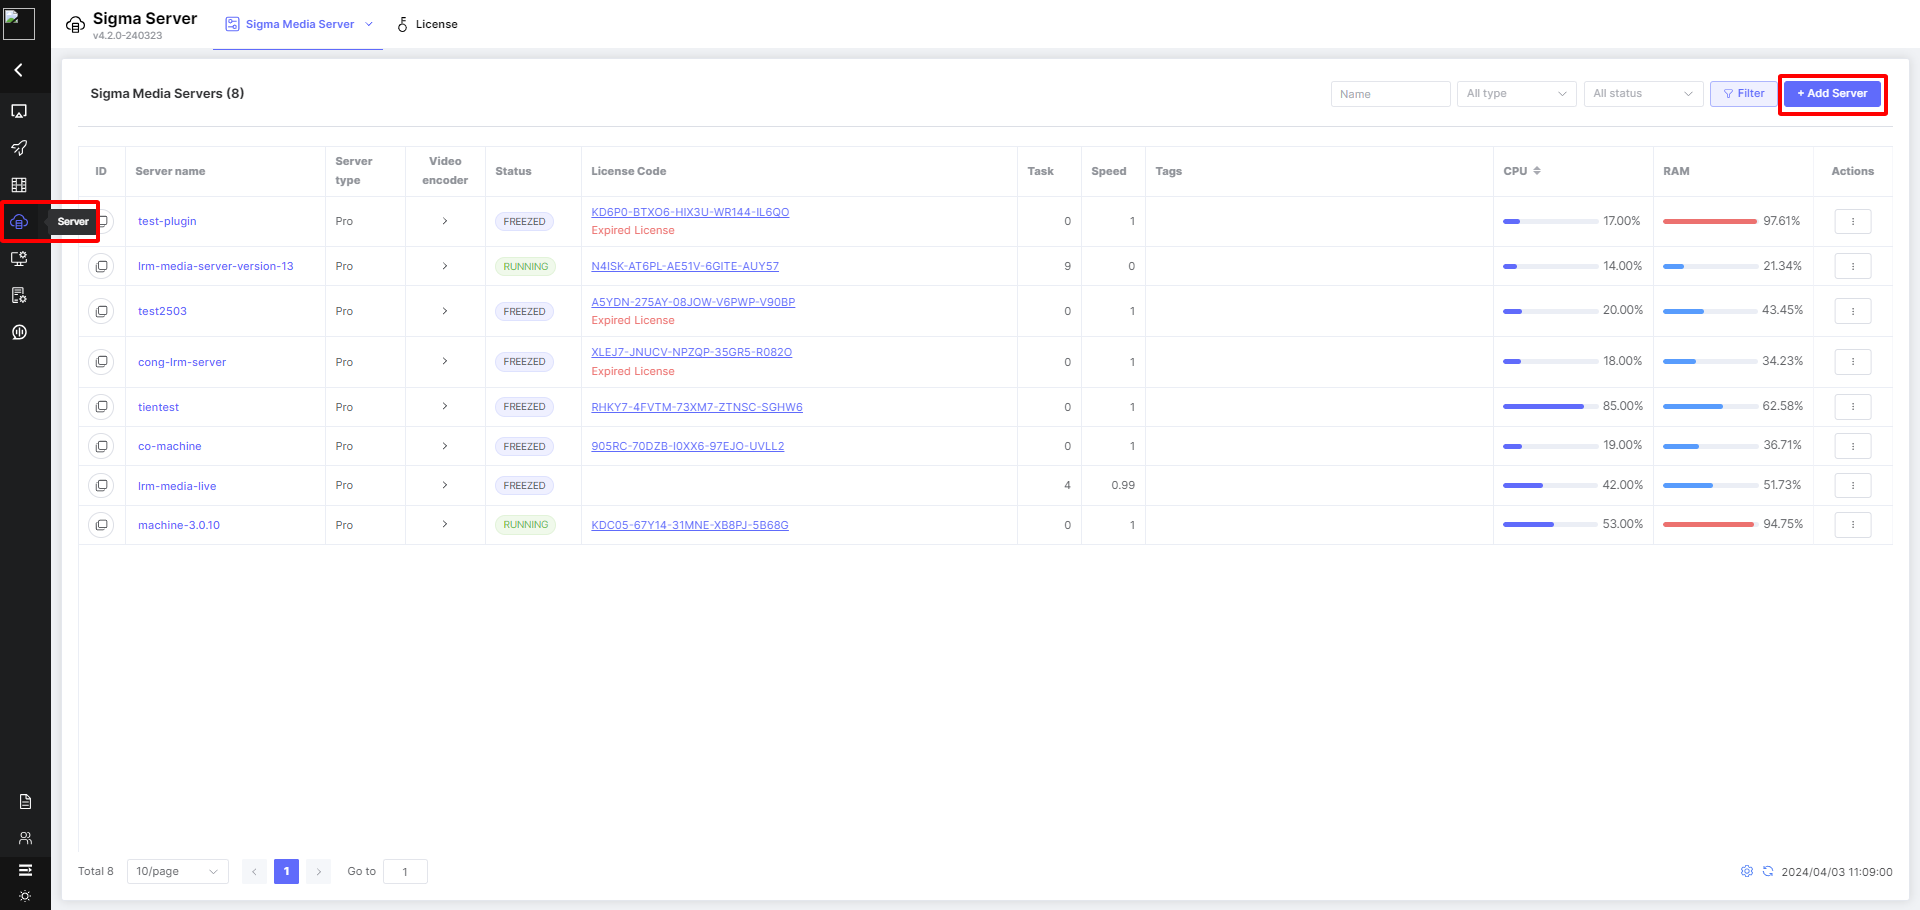 Sigma Server
v4.2.0-240323
Sigma Media Server
License
Sigma Media Servers (8)
Name
All type
All status
Filter
+ Add Server
Server
ID
Server name
Server type
Video encoder
Status
License Code
Task
Speed
Tags
CPU
RAM
Actions
test-plugin Pro FREEZED KD6P0-BTXO6-HIX3U-WR144-IL6QO 0 1 17.00% 97.61%
Expired License
lrm-media-server-version-13 Pro RUNNING N4ISK-AT6PL-AE51V-6GITE-AUY57 9 0 14.00% 21.34%
test2503 Pro FREEZED A5YDN-275AY-08JOW-V6PWP-V90BP 0 1 20.00% 43.45%
Expired License
cong-lrm-server Pro FREEZED XLEJ7-JNUCV-NPZQP-35GR5-R082O 0 1 18.00% 34.23%
Expired License
tientest Pro FREEZED RHKY7-4FVTM-73XM7-ZTNSC-SGHW6 0 1 85.00% 62.58%
co-machine Pro FREEZED 905RC-70DZB-I0XX6-97EJO-UVLL2 0 1 19.00% 36.71%
lrm-media-live Pro FREEZED 4 0.99 42.00% 51.73%
machine-3.0.10 Pro RUNNING KDC05-67Y14-31MNE-XB8PJ-5B68G 0 1 53.00% 94.75%
Total 8
10/page
1
Go to
1
2024/04/03 11:09:00